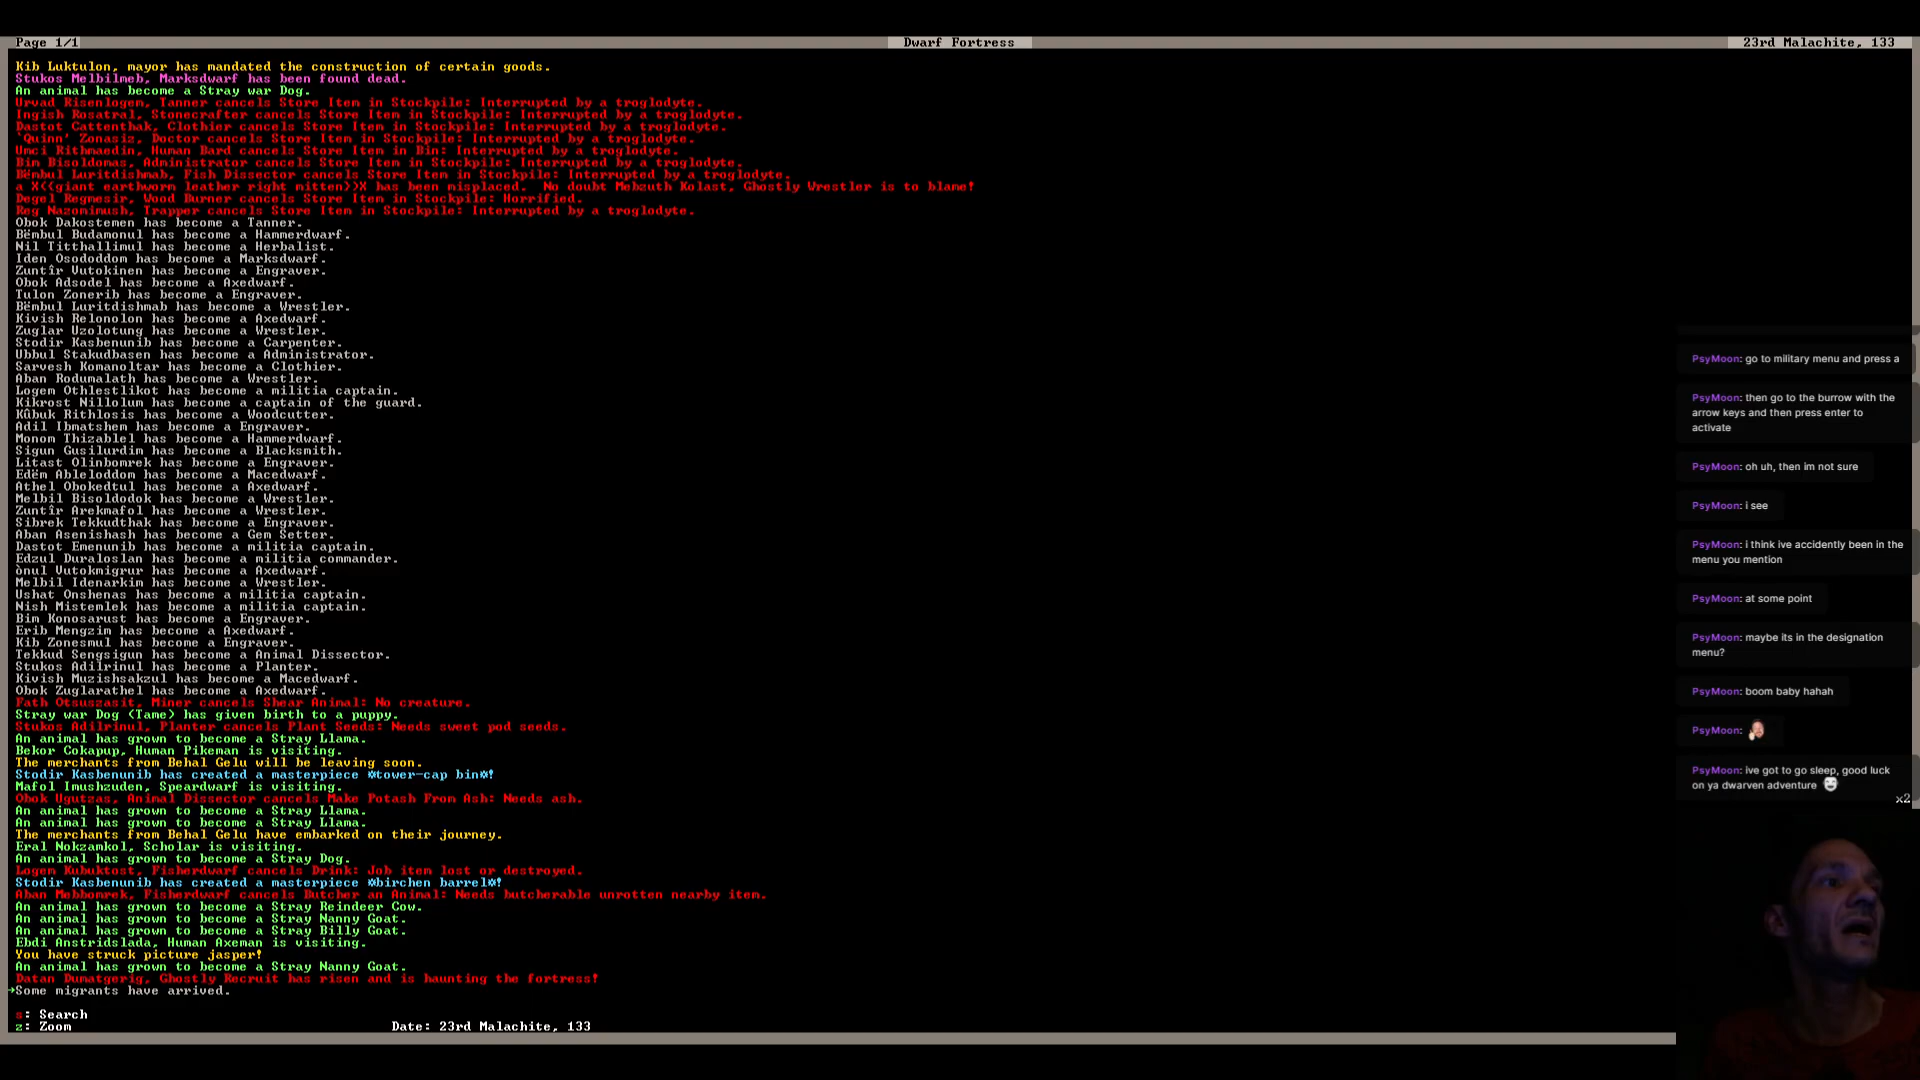 Page 1/1
Dwarf Fortress
23rd Malachite, 133
Kib Luktulon, mayor has mandated the construction of certain goods.
Stukos Melbilmeb, Marksdwarf has been found dead.
An animal has become a Stray war Dog.
Urvad Risenlogem, Tanner cancels Store Item in Stockpile: Interrupted by a troglodyte.
Ingish Rosatral, Stonecrafter cancels Store Item in Stockpile: Interrupted by a troglodyte.
Dastot Cattenthak, Clothier cancels Store Item in Stockpile: Interrupted by a troglodyte.
`Quinn' Zonasiz, Doctor cancels Store Item in Stockpile: Interrupted by a troglodyte.
Umci Rithmaedin, Human Bard cancels Store Item in Bin: Interrupted by a troglodyte.
Bim Bisoldomas, Administrator cancels Store Item in Stockpile: Interrupted by a troglodyte.
Bëmbul Luritdishmab, Fish Dissector cancels Store Item in Stockpile: Interrupted by a troglodyte.
a X((giant earthworm leather right mitten))X has been misplaced.  No doubt Mebzuth Kolast, Ghostly Wrestler is to blame!
Degel Regmesir, Wood Burner cancels Store Item in Stockpile: Horrified.
Reg Nazomimush, Trapper cancels Store Item in Stockpile: Interrupted by a troglodyte.
Obok Dakostemen has become a Tanner.
Bëmbul Budamonul has become a Hammerdwarf.
Nil Titthallimul has become a Herbalist.
Iden Osododdom has become a Marksdwarf.
Zuntîr Vutokinen has become a Engraver.
Obok Adsodel has become a Axedwarf.
Tulon Zonerib has become a Engraver.
Bëmbul Luritdishmab has become a Wrestler.
Kivish Relonolon has become a Axedwarf.
Zuglar Uzolotung has become a Wrestler.
Stodir Kasbenunib has become a Carpenter.
Ubbul Stakudbasen has become a Administrator.
Sarvesh Komanoltar has become a Clothier.
Aban Rodumalath has become a Wrestler.
Logem Othlestlikot has become a militia captain.
Kikrost Nillolum has become a captain of the guard.
Kûbuk Rithlosis has become a Woodcutter.
Adil Ibmatshem has become a Engraver.
Monom Thizablel has become a Hammerdwarf.
Sigun Gusilurdim has become a Blacksmith.
Litast Olinbomrek has become a Engraver.
Edëm Ableloddom has become a Macedwarf.
Athel Obokedtul has become a Axedwarf.
Melbil Bisoldodok has become a Wrestler.
Zuntîr Arekmafol has become a Wrestler.
Sibrek Tekkudthak has become a Engraver.
Aban Asenishash has become a Gem Setter.
Dastot Emenunib has become a militia captain.
Edzul Duraloslan has become a militia commander.
ònul Vutokmigrur has become a Axedwarf.
Melbil Idenarkim has become a Wrestler.
Ushat Onshenas has become a militia captain.
Nish Mistemlek has become a militia captain.
Bim Konosarust has become a Engraver.
Erib Mengzim has become a Axedwarf.
Kib Zonesmul has become a Engraver.
Tekkud Sengsigun has become a Animal Dissector.
Stukos Adilrinul has become a Planter.
Kivish Muzishsakzul has become a Macedwarf.
Obok Zuglarathel has become a Axedwarf.
Fath Otsuszasit, Miner cancels Shear Animal: No creature.
Stray war Dog (Tame) has given birth to a puppy.
Stukos Adilrinul, Planter cancels Plant Seeds: Needs sweet pod seeds.
An animal has grown to become a Stray Llama.
Bekor Cokapup, Human Pikeman is visiting.
The merchants from Behal Gelu will be leaving soon.
Stodir Kasbenunib has created a masterpiece ☼tower-cap bin☼!
Mafol Imushzuden, Speardwarf is visiting.
Obok Ugutzas, Animal Dissector cancels Make Potash From Ash: Needs ash.
An animal has grown to become a Stray Llama.
An animal has grown to become a Stray Llama.
The merchants from Behal Gelu have embarked on their journey.
Eral Nokzamkol, Scholar is visiting.
An animal has grown to become a Stray Dog.
Logem Kubuktost, Fisherdwarf cancels Drink: Job item lost or destroyed.
Stodir Kasbenunib has created a masterpiece ☼birchen barrel☼!
Aban Mebbomrek, Fisherdwarf cancels Butcher an Animal: Needs butcherable unrotten nearby item.
An animal has grown to become a Stray Reindeer Cow.
An animal has grown to become a Stray Nanny Goat.
An animal has grown to become a Stray Billy Goat.
Ebdi Anstridslada, Human Axeman is visiting.
You have struck picture jasper!
An animal has grown to become a Stray Nanny Goat.
Datan Dumatgerig, Ghostly Recruit has risen and is haunting the fortress!
→Some migrants have arrived.
s: Search
z: Zoom
Date: 23rd Malachite, 133
PsyMoon: go to military menu and press a
PsyMoon: then go to the burrow with the
arrow keys and then press enter to
activate
PsyMoon: oh uh, then im not sure
PsyMoon: i see
PsyMoon: i think ive accidently been in the
menu you mention
PsyMoon: at some point
PsyMoon: maybe its in the designation
menu?
PsyMoon: boom baby hahah
PsyMoon:
PsyMoon: ive got to go sleep, good luck
on ya dwarven adventure
x2